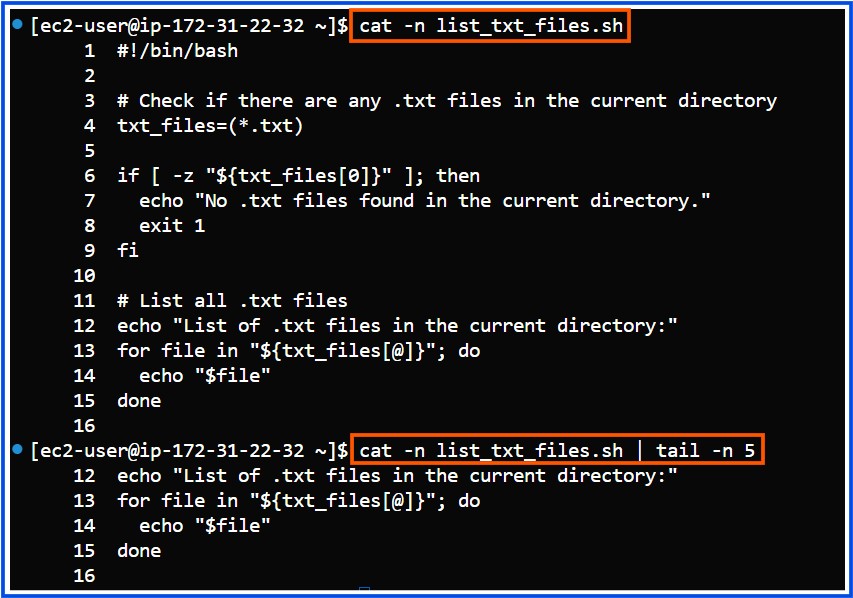 [ec2-user@ip-172-31-22-32 ~]$ cat -n list_txt_files.sh
     1  #!/bin/bash
     2
     3  # Check if there are any .txt files in the current directory
     4  txt_files=(*.txt)
     5
     6  if [ -z "${txt_files[0]}" ]; then
     7    echo "No .txt files found in the current directory."
     8    exit 1
     9  fi
    10
    11  # List all .txt files
    12  echo "List of .txt files in the current directory:"
    13  for file in "${txt_files[@]}"; do
    14    echo "$file"
    15  done
    16
[ec2-user@ip-172-31-22-32 ~]$ cat -n list_txt_files.sh | tail -n 5
    12  echo "List of .txt files in the current directory:"
    13  for file in "${txt_files[@]}"; do
    14    echo "$file"
    15  done
    16